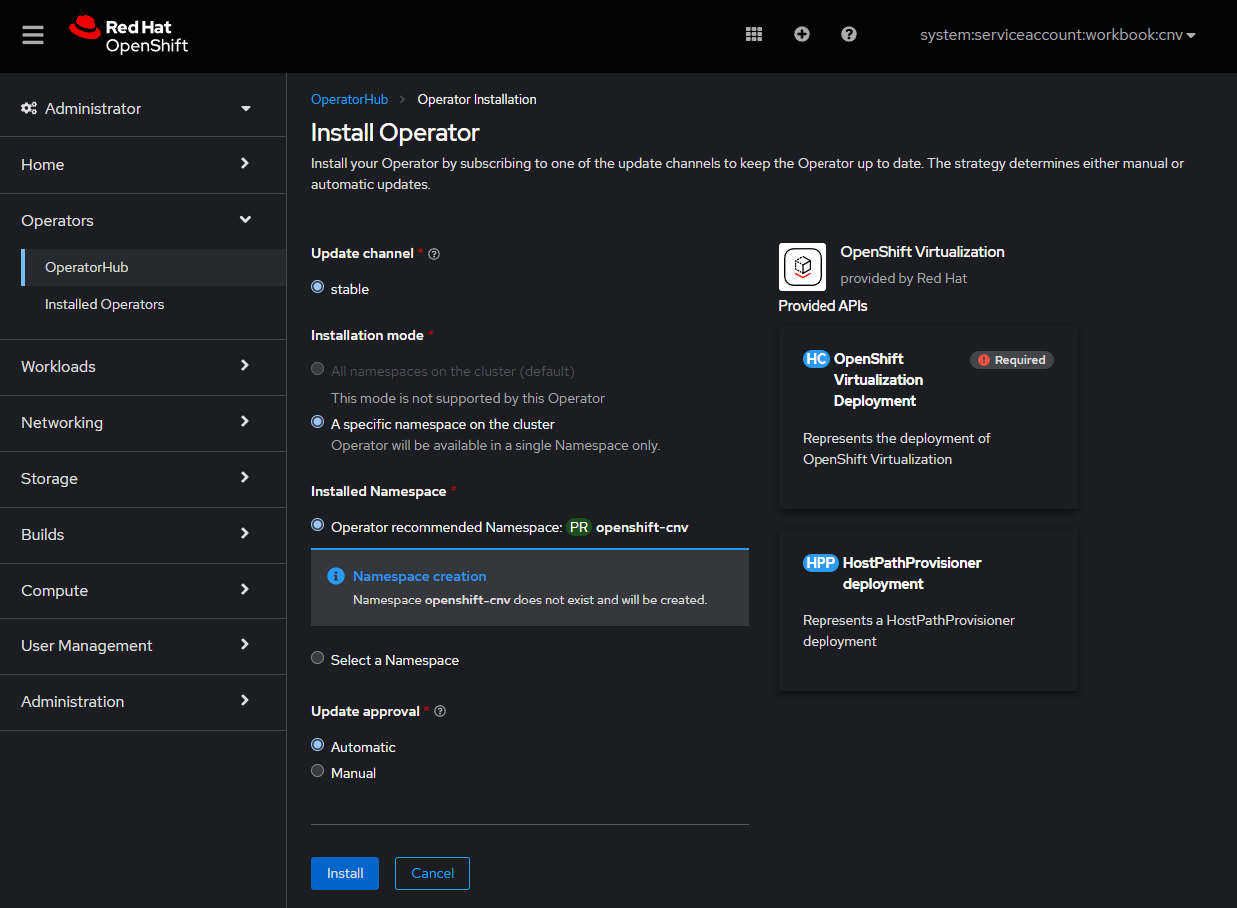 Red Hat
OpenShift
system:serviceaccount:workbook:cnv
Administrator
Home
Operators
OperatorHub
Installed Operators
Workloads
Networking
Storage
Builds
Compute
User Management
Administration
OperatorHub > Operator Installation
Install Operator
Install your Operator by subscribing to one of the update channels to keep the Operator up to date. The strategy determines either manual or
automatic updates.
Update channel *
stable
Installation mode *
All namespaces on the cluster (default)
This mode is not supported by this Operator
A specific namespace on the cluster
Operator will be available in a single Namespace only.
Installed Namespace *
Operator recommended Namespace: PR openshift-cnv
Namespace creation
Namespace openshift-cnv does not exist and will be created.
Select a Namespace
Update approval *
Automatic
Manual
Install
Cancel
OpenShift Virtualization
provided by Red Hat
Provided APIs
HC OpenShift
Virtualization
Deployment
Required
Represents the deployment of
OpenShift Virtualization
HPP HostPathProvisioner
deployment
Represents a HostPathProvisioner
deployment